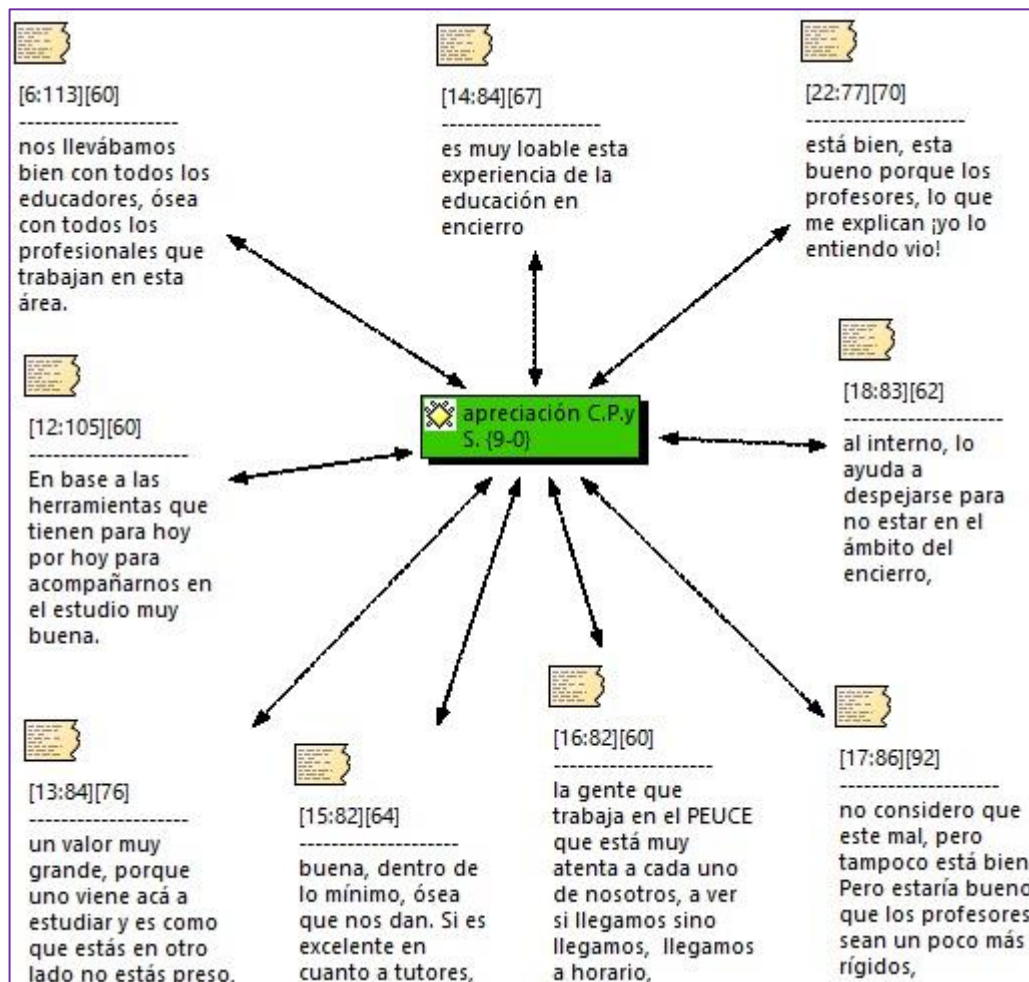 [6:113][60]
--------------------
nos llevábamos
bien con todos los
educadores, ósea
con todos los
profesionales que
trabajan en esta
área.
[14:84][67]
--------------------
es muy loable esta
experiencia de la
educación en
encierro
[22:77][70]
--------------------
está bien, esta
bueno porque los
profesores, lo que
me explican ¡yo lo
entiendo vio!
apreciación C.P.y
S. {9-0}
[12:105][60]
--------------------
En base a las
herramientas que
tienen para hoy
por hoy para
acompañarnos en
el estudio muy
buena.
[18:83][62]
--------------------
al interno, lo
ayuda a
despejarse para
no estar en el
ámbito del
encierro,
[13:84][76]
--------------------
un valor muy
grande, porque
uno viene acá a
estudiar y es como
que estás en otro
lado no estás preso.
[15:82][64]
--------------------
buena, dentro de
lo mínimo, ósea
que nos dan. Si es
excelente en
cuanto a tutores,
[16:82][60]
--------------------
la gente que
trabaja en el PEUCE
que está muy
atenta a cada uno
de nosotros, a ver
si llegamos sino
llegamos, llegamos
a horario,
[17:86][92]
--------------------
no considero que
este mal, pero
tampoco está bien
Pero estaría bueno
que los profesores
sean un poco más
rígidos,